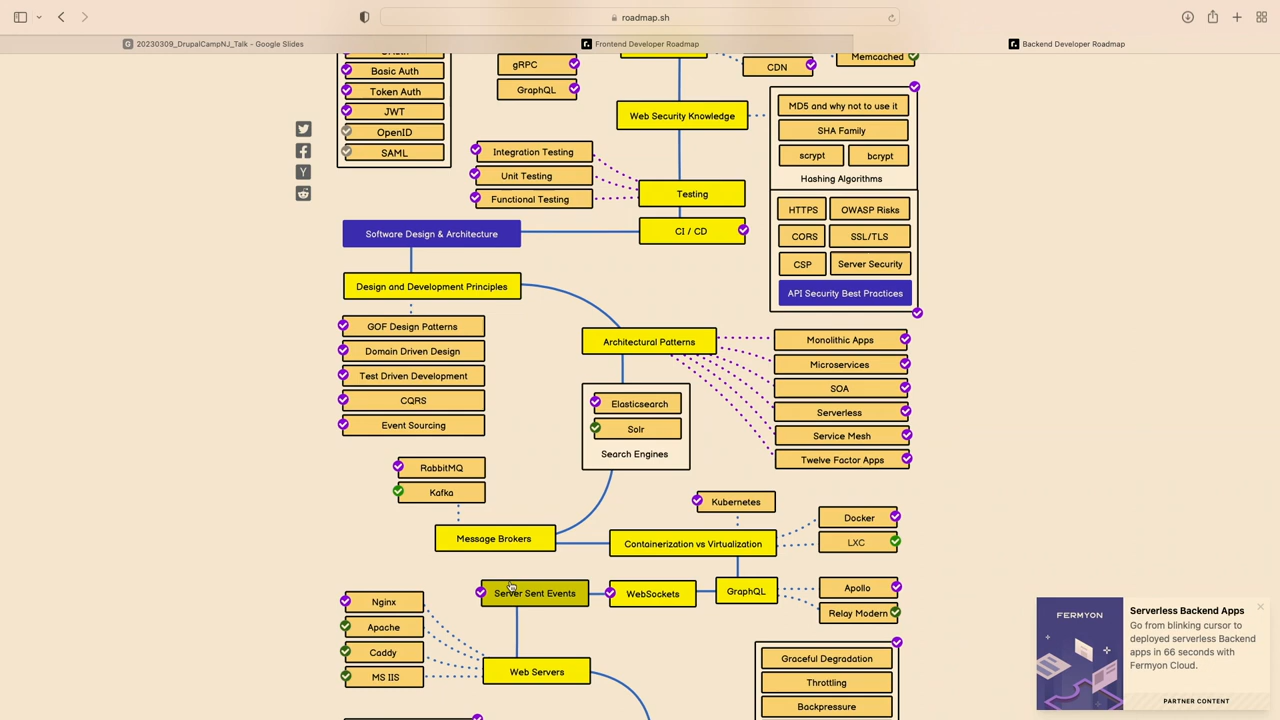 roadmap.sh
20230309_DrupalCampNJ_Talk - Google Slides
Frontend Developer Roadmap
Backend Developer Roadmap
Basic Auth
Token Auth
JWT
OpenID
SAML
gRPC
GraphQL
CDN
Memcached
Web Security Knowledge
MD5 and why not to use it
SHA Family
scrypt
bcrypt
Hashing Algorithms
HTTPS
OWASP Risks
CORS
SSL/TLS
CSP
Server Security
API Security Best Practices
Integration Testing
Unit Testing
Functional Testing
Testing
CI / CD
Software Design & Architecture
Design and Development Principles
GOF Design Patterns
Domain Driven Design
Test Driven Development
CQRS
Event Sourcing
Architectural Patterns
Monolithic Apps
Microservices
SOA
Serverless
Service Mesh
Twelve Factor Apps
Elasticsearch
Solr
Search Engines
RabbitMQ
Kafka
Message Brokers
Kubernetes
Containerization vs Virtualization
Docker
LXC
Server Sent Events
WebSockets
GraphQL
Apollo
Relay Modern
Nginx
Apache
Caddy
MS IIS
Web Servers
Graceful Degradation
Throttling
Backpressure
FERMYON
Serverless Backend Apps
Go from blinking cursor to
deployed serverless Backend
apps in 66 seconds with
Fermyon Cloud.
PARTNER CONTENT